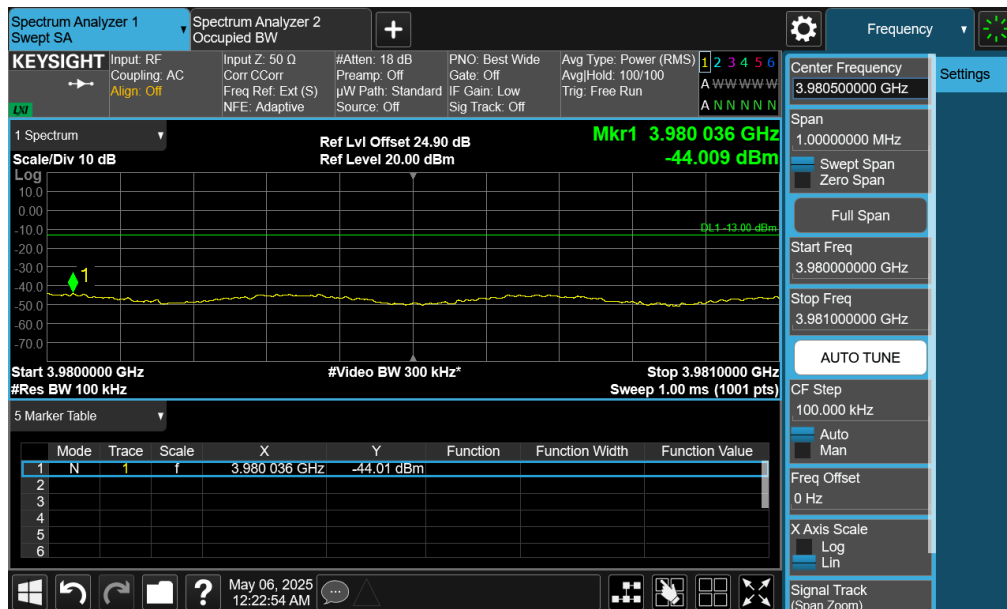 Spectrum Analyzer 1
Swept SA
Spectrum Analyzer 2
Occupied BW
Frequency
KEYSIGHT
LXI
Input: RF
Coupling: AC
Align: Off
Input Z: 50 Ω
Corr CCorr
Freq Ref: Ext (S)
NFE: Adaptive
#Atten: 18 dB
Preamp: Off
µW Path: Standard
Source: Off
PNO: Best Wide
Gate: Off
IF Gain: Low
Sig Track: Off
Avg Type: Power (RMS)
Avg|Hold: 100/100
Trig: Free Run
1 2 3 4 5 6
A W W W W W
A N N N N N
1 Spectrum
Scale/Div 10 dB
Ref Lvl Offset 24.90 dB
Ref Level 20.00 dBm
Mkr1 3.980 036 GHz
-44.009 dBm
Log
10.0
0.00
-10.0
-20.0
-30.0
-40.0
-50.0
-60.0
-70.0
DL1 -13.00 dBm
1
Start 3.9800000 GHz
#Res BW 100 kHz
#Video BW 300 kHz*
Stop 3.9810000 GHz
Sweep 1.00 ms (1001 pts)
5 Marker Table
Mode Trace Scale X Y Function Function Width Function Value
1 N 1 f 3.980 036 GHz -44.01 dBm
2
3
4
5
6
?
May 06, 2025
12:22:54 AM
Center Frequency
3.980500000 GHz
Settings
Span
1.00000000 MHz
Swept Span
Zero Span
Full Span
Start Freq
3.980000000 GHz
Stop Freq
3.981000000 GHz
AUTO TUNE
CF Step
100.000 kHz
Auto
Man
Freq Offset
0 Hz
X Axis Scale
Log
Lin
Signal Track
(Span Zoom)